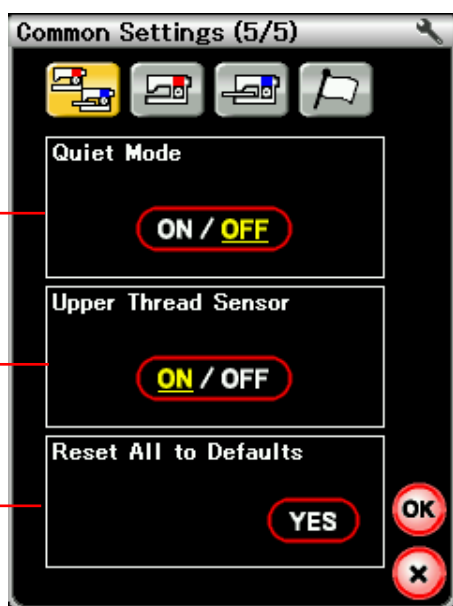 Common Settings (5/5)
Quiet Mode
ON / OFF
Upper Thread Sensor
ON / OFF
Reset All to Defaults
YES
OK